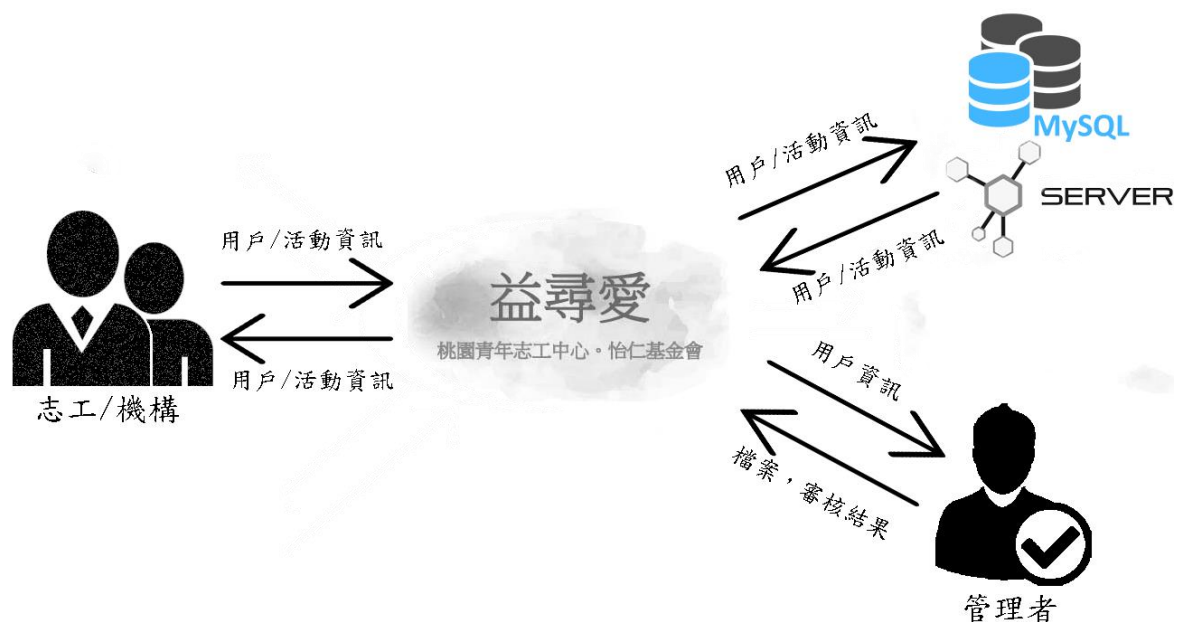 MySQL
用戶/活動資訊
SERVER
用戶/活動資訊
用戶/活動資訊
益尋愛
桃園青年志工中心。怡仁基金會
用戶/活動資訊
志工/機構
用戶資訊
檔案，審核結果
管理者